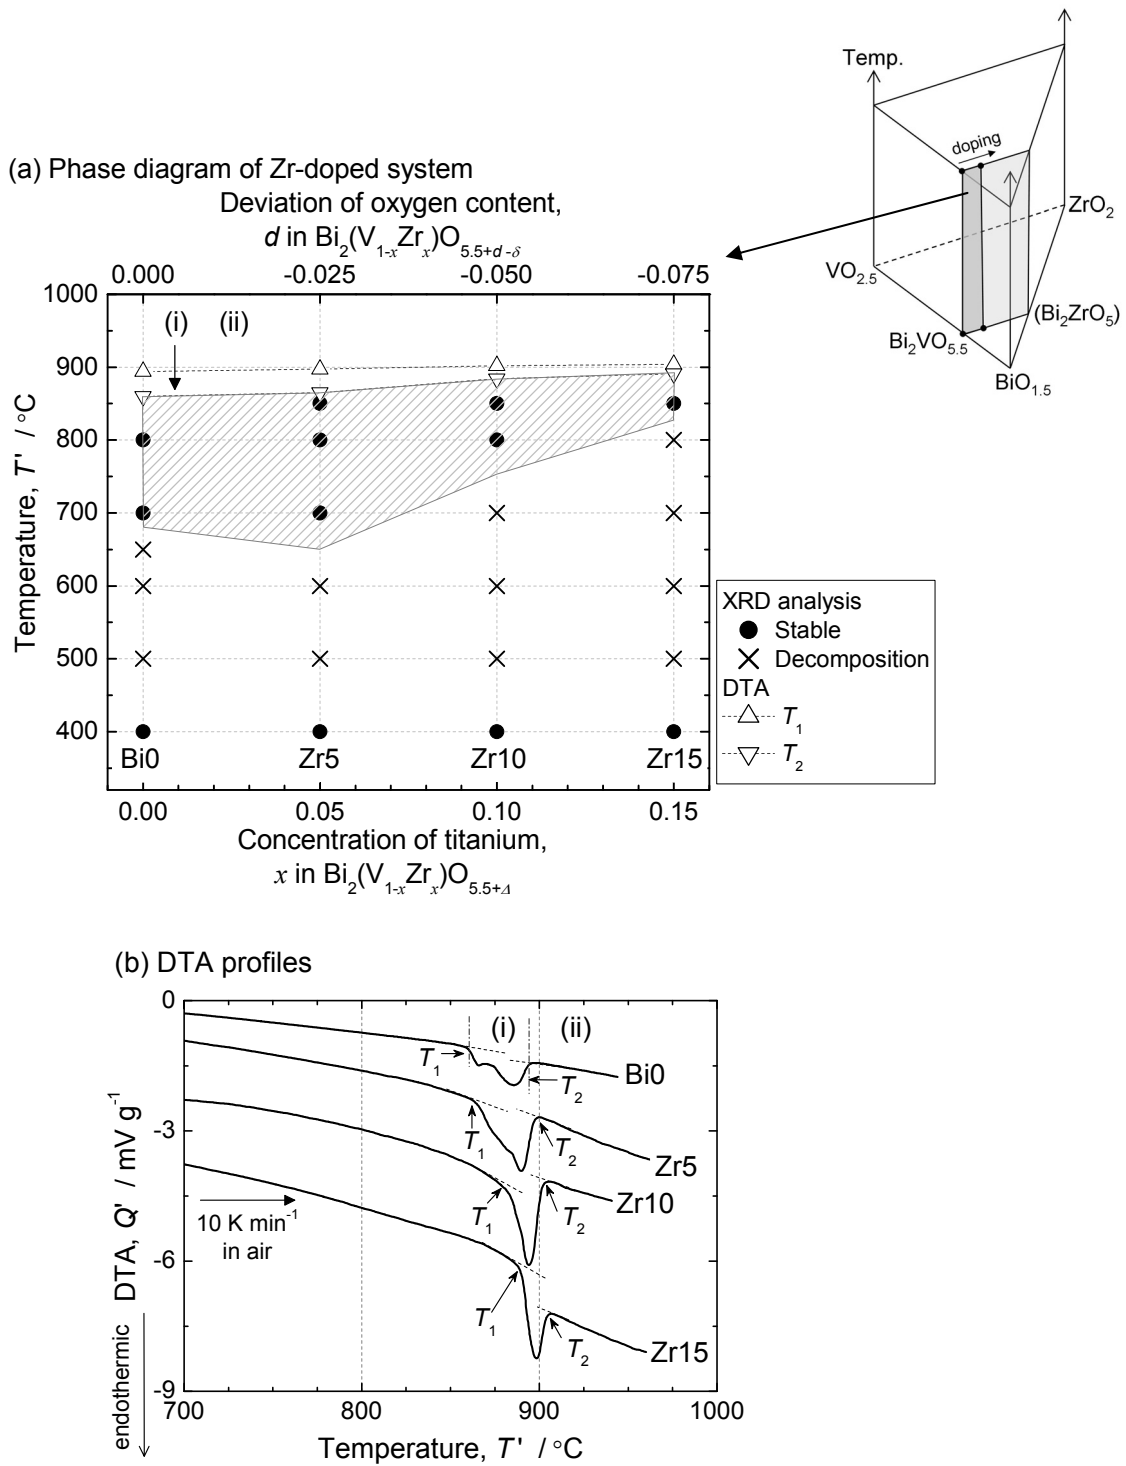 (a) Phase diagram of Zr-doped system
Deviation of oxygen content,
d in Bi2(V1-xZrx)O5.5+d-δ
0.000 -0.025 -0.050 -0.075
1000
900
800
700
600
500
400
Temperature, T' / °C
(i) (ii)
Bi0 Zr5 Zr10 Zr15
0.00 0.05 0.10 0.15
Concentration of titanium,
x in Bi2(V1-xZrx)O5.5+Δ
Temp.
doping
ZrO2
VO2.5
(Bi2ZrO5)
Bi2VO5.5
BiO1.5
XRD analysis
Stable
Decomposition
DTA
T1
T2
(b) DTA profiles
0
-3
-6
-9
endothermic
DTA, Q' / mV g-1
(i) (ii)
T1
T2
Bi0
T1
T2
Zr5
T1
T2
Zr10
10 K min-1
in air
T1
T2
Zr15
700 800 900 1000
Temperature, T' / °C